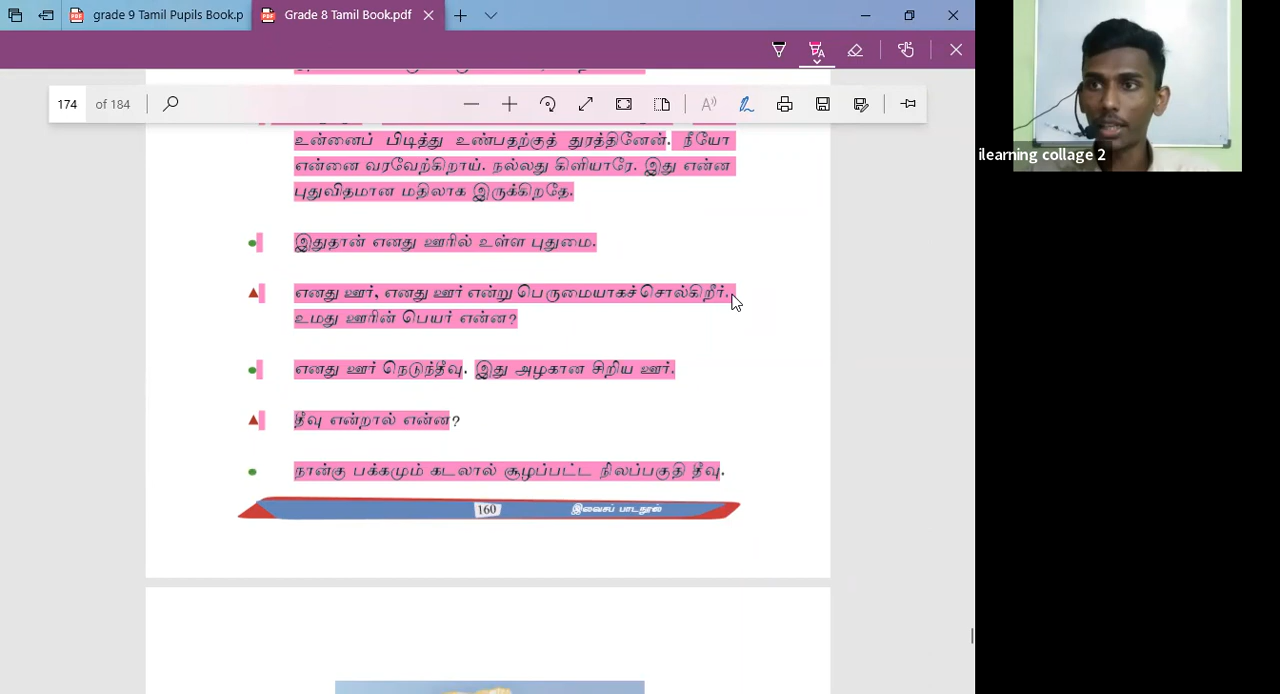 grade 9 Tamil Pupils Book.p
Grade 8 Tamil Book.pdf
174 of 184
உன்னைப் பிடித்து உண்பதற்குத் துரத்தினேன். நீயோ
என்னை வரவேற்கிறாய். நல்லது கிளியாரே. இது என்ன
புதுவிதமான மதிலாக இருக்கிறதே.
இதுதான் எனது ஊரில் உள்ள புதுமை.
எனது ஊர், எனது ஊர் என்று பெருமையாகச் சொல்கிறீர்.
உமது ஊரின் பெயர் என்ன?
எனது ஊர் நெடுந்தீவு. இது அழகான சிறிய ஊர்.
தீவு என்றால் என்ன?
நான்கு பக்கமும் கடலால் சூழப்பட்ட நிலப்பகுதி தீவு.
160 இலவசப் பாடநூல்
ilearning collage 2